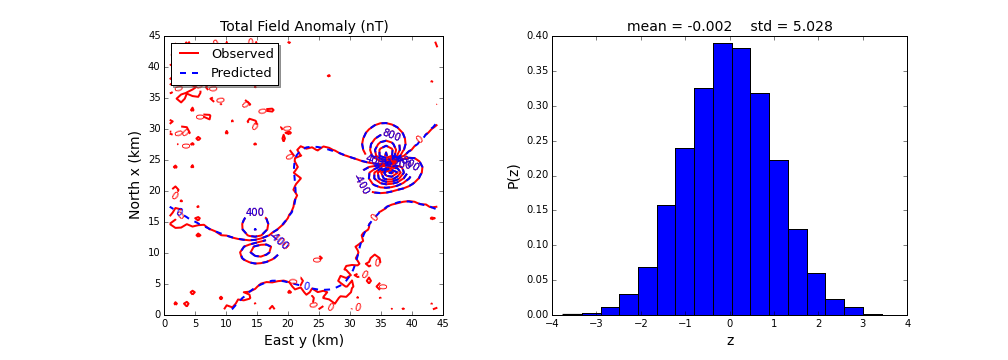 Total Field Anomaly (nT)
Observed
Predicted
North x (km)
45
40
35
30
25
20
15
10
5
0
0 5 10 15 20 25 30 35 40 45
East y (km)
800
-400
400
-400
0
0
0
mean = -0.002 std = 5.028
P(z)
0.40
0.35
0.30
0.25
0.20
0.15
0.10
0.05
0.00
−4 −3 −2 −1 0 1 2 3 4
z